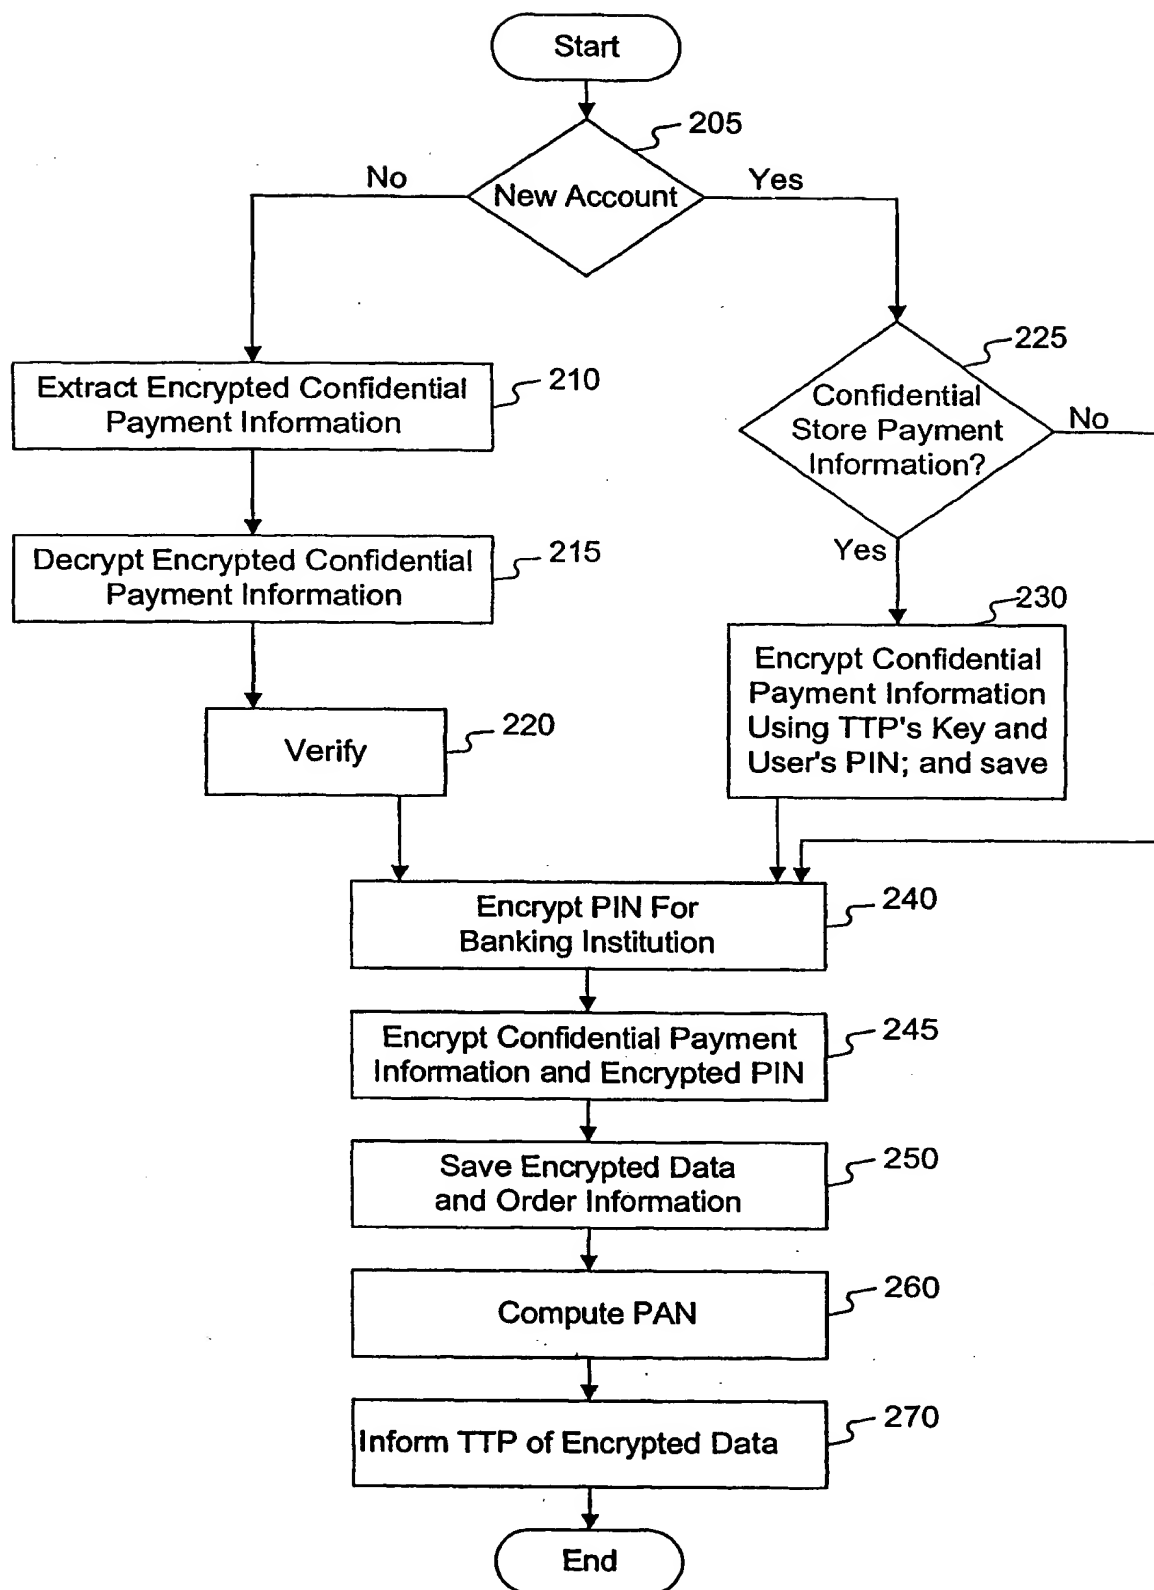 Start
205
No
New Account
Yes
225
Extract Encrypted Confidential
Payment Information
210
Confidential
Store Payment
Information?
No
Decrypt Encrypted Confidential
Payment Information
215
Yes
230
Encrypt Confidential
Payment Information
Using TTP's Key and
User's PIN; and save
Verify
220
Encrypt PIN For
Banking Institution
240
Encrypt Confidential Payment
Information and Encrypted PIN
245
Save Encrypted Data
and Order Information
250
Compute PAN
260
Inform TTP of Encrypted Data
270
End